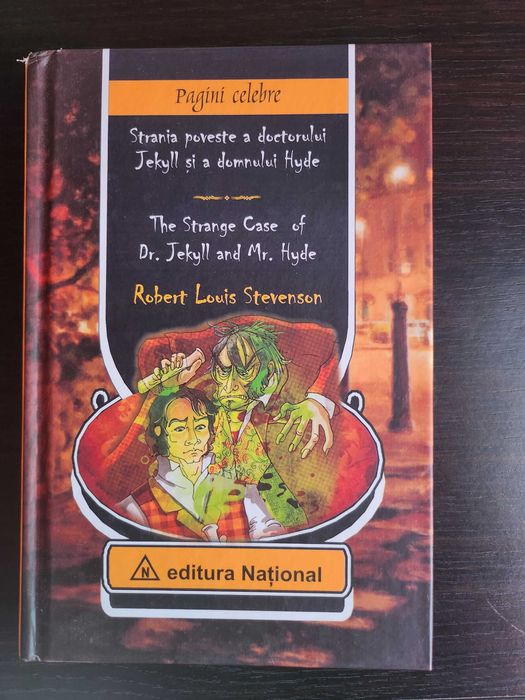 Pagini celebre
Strania poveste a doctorului
Jekyll și a domnului Hyde
The Strange Case of
Dr. Jekyll and Mr. Hyde
Robert Louis Stevenson
N editura Național